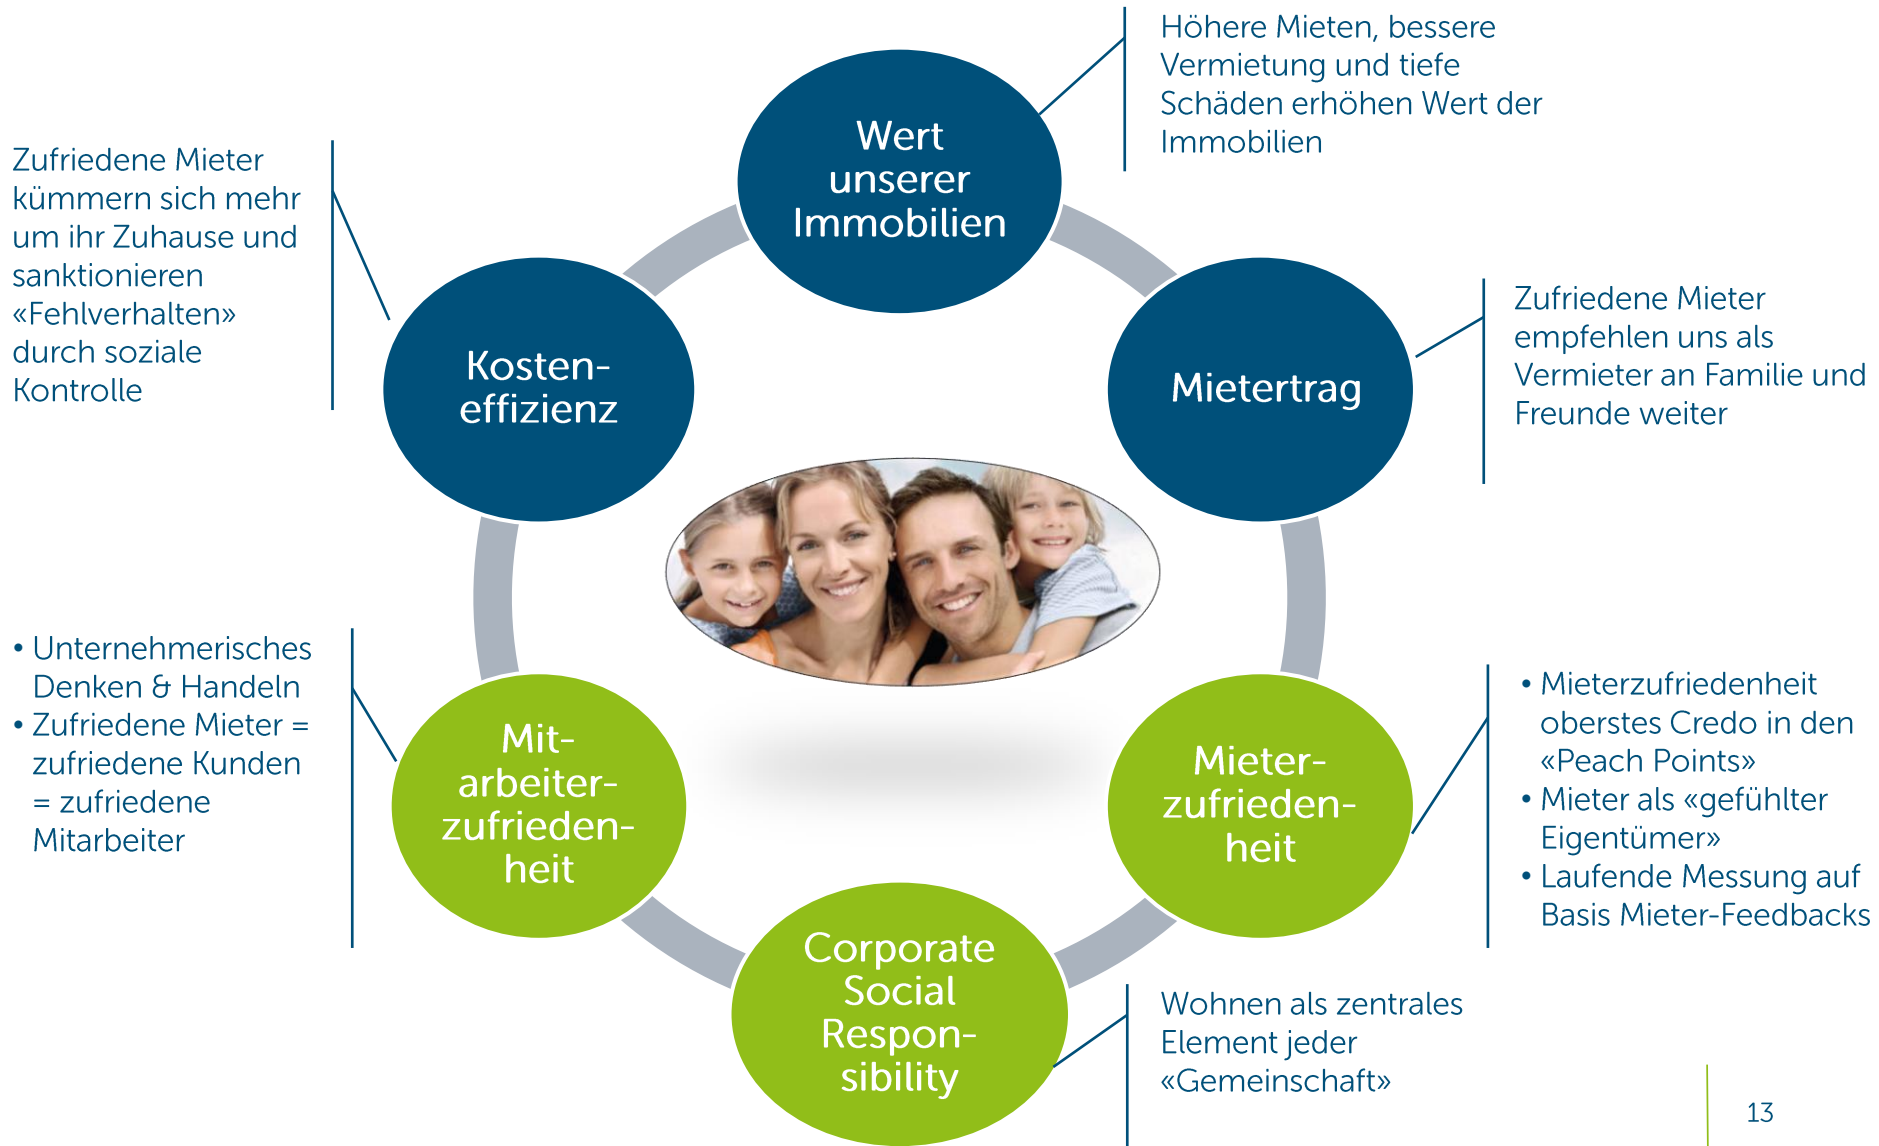 Höhere Mieten, bessere
Vermietung und tiefe
Schäden erhöhen Wert der
Immobilien
Wert
unserer
Immobilien
Zufriedene Mieter
kümmern sich mehr
um ihr Zuhause und
sanktionieren
«Fehlverhalten»
durch soziale
Kontrolle
Kosten-
effizienz
Mietertrag
Zufriedene Mieter
empfehlen uns als
Vermieter an Familie und
Freunde weiter
• Unternehmerisches
Denken & Handeln
• Zufriedene Mieter =
zufriedene Kunden
= zufriedene
Mitarbeiter
Mit-
arbeiter-
zufrieden-
heit
Mieter-
zufrieden-
heit
• Mieterzufriedenheit
oberstes Credo in den
«Peach Points»
• Mieter als «gefühlter
Eigentümer»
• Laufende Messung auf
Basis Mieter-Feedbacks
Corporate
Social
Respon-
sibility
Wohnen als zentrales
Element jeder
«Gemeinschaft»
13